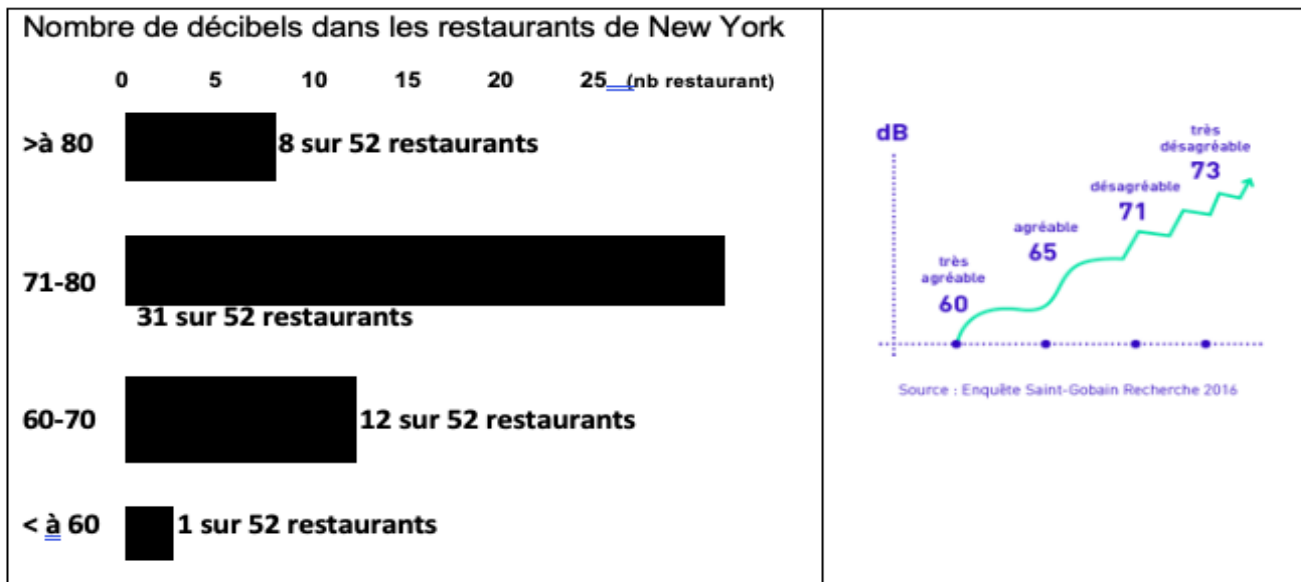 Nombre de décibels dans les restaurants de New York
0 5 10 15 20 25 (nb restaurant)
>à 80
8 sur 52 restaurants
71-80
31 sur 52 restaurants
60-70
12 sur 52 restaurants
< à 60
1 sur 52 restaurants
dB
très
agréable
60
agréable
65
désagréable
71
très
désagréable
73
Source : Enquête Saint-Gobain Recherche 2016